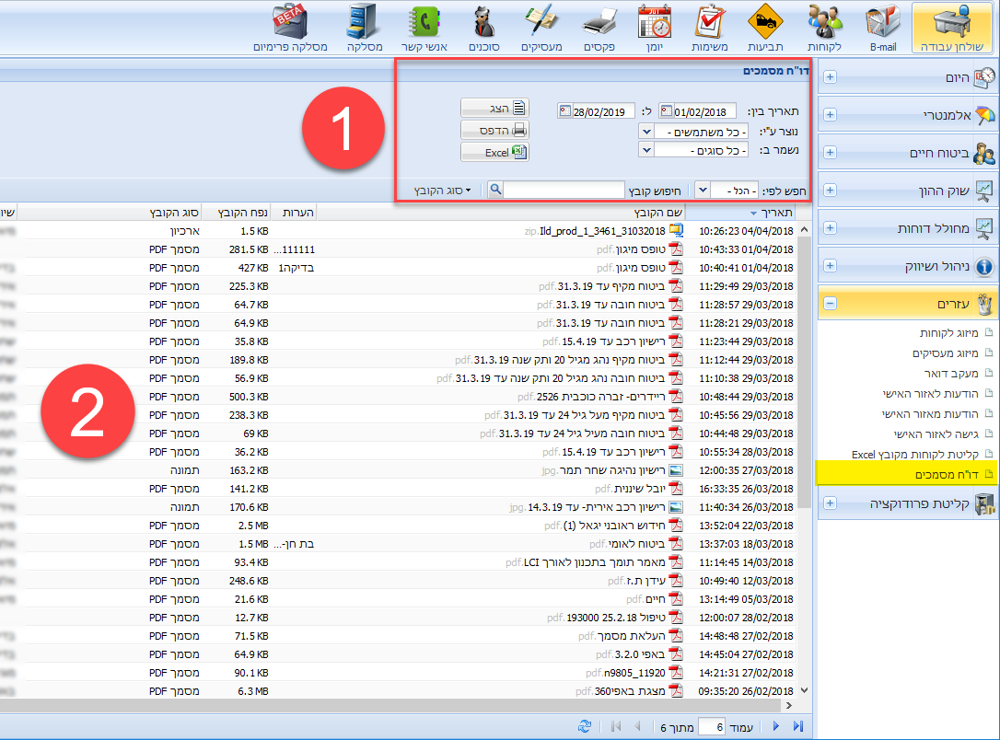 שולחן עבודה
B-mail
לקוחות
תביעות
משימות
יומן
פקסים
מעסיקים
סוכנים
אנשי קשר
מסלקה
BETA
מסלקה פרימיום
היום
אלמנטרי
ביטוח חיים
שוק ההון
מחולל דוחות
ניהול ושיווק
עזרים
מיזוג לקוחות
מיזוג מעסיקים
מעקב דואר
הודעות לאזור האישי
הודעות מאזור האישי
גישה לאזור האישי
קליטת לקוחות מקובץ Excel
דו"ח מסמכים
קליטת פרודוקציה
דו"ח מסמכים
תאריך בין: 01/02/2018 ל: 28/02/2019
נוצר ע"י: - כל משתמשים -
נשמר ב: - כל סוגים -
הצג
הדפס
Excel
1
חפש לפי: - הכל - חיפוש קובץ סוג הקובץ
תאריך שם הקובץ הערות נפח הקובץ סוג הקובץ
10:26:23 04/04/2018 Ild_prod_1_3461_31032018.zip 1.5 KB ארכיון
10:43:33 01/04/2018 טופס מיגון.pdf 111111... 281.5 KB מסמך PDF
10:40:41 01/04/2018 טופס מיגון.pdf בדיקה1 427 KB מסמך PDF
11:29:49 29/03/2018 ביטוח מקיף עד 31.3.19.pdf 225.3 KB מסמך PDF
11:28:57 29/03/2018 ביטוח חובה עד 31.3.19.pdf 64.7 KB מסמך PDF
11:28:21 29/03/2018 ביטוח חובה עד 31.3.19.pdf 64.9 KB מסמך PDF
11:23:44 29/03/2018 רישיון רכב עד 15.4.19.pdf 35.8 KB מסמך PDF
11:12:44 29/03/2018 ביטוח מקיף נהג מגיל 20 ותק שנה עד 31.3.19.pdf 189.8 KB מסמך PDF
11:10:38 29/03/2018 ביטוח חובה נהג מגיל 20 ותק שנה עד 31.3.19.pdf 56.9 KB מסמך PDF
10:48:44 29/03/2018 ריידרים- זברה כוכבית 2526.pdf 500.3 KB מסמך PDF
10:45:56 29/03/2018 ביטוח מקיף מעל גיל 24 עד 31.3.19.pdf 238.3 KB מסמך PDF
10:44:48 29/03/2018 ביטוח חובה מעיל גיל 24 עד 31.3.19.pdf 69 KB מסמך PDF
10:55:34 28/03/2018 רישיון רכב עד 15.4.19.pdf 36.2 KB מסמך PDF
12:00:35 27/03/2018 רישיון נהיגה שחר תמר.jpg 163.2 KB תמונה
16:33:35 26/03/2018 יובל שיננית.pdf 141.2 KB מסמך PDF
11:40:34 26/03/2018 רישיון רכב אירית- עד 14.3.19.jpg 170.6 KB תמונה
13:52:04 22/03/2018 חידוש ראובני יגאל (1).pdf 2.5 MB מסמך PDF
13:37:03 18/03/2018 ביטוח לאומי.pdf בת חן-... 1.5 MB מסמך PDF
11:14:45 14/03/2018 מאמר תומך בתכנון לאורך LCI.pdf 93.4 KB מסמך PDF
10:49:40 12/03/2018 עידן ת.ז.pdf 248.6 KB מסמך PDF
13:14:49 05/03/2018 חיים.pdf 21.6 KB מסמך PDF
12:00:07 28/02/2018 טיפול 193000 25.2.18.pdf 12.7 KB מסמך PDF
14:48:48 27/02/2018 העלאת מסמך.pdf 71.5 KB מסמך PDF
14:45:04 27/02/2018 באפי 3.2.0.pdf 64.9 KB מסמך PDF
14:21:31 27/02/2018 n9805_11920.pdf 90.1 KB מסמך PDF
09:35:20 26/02/2018 מצגת באפי360.pdf 6.3 MB מסמך PDF
2
עמוד 6 מתוך 6